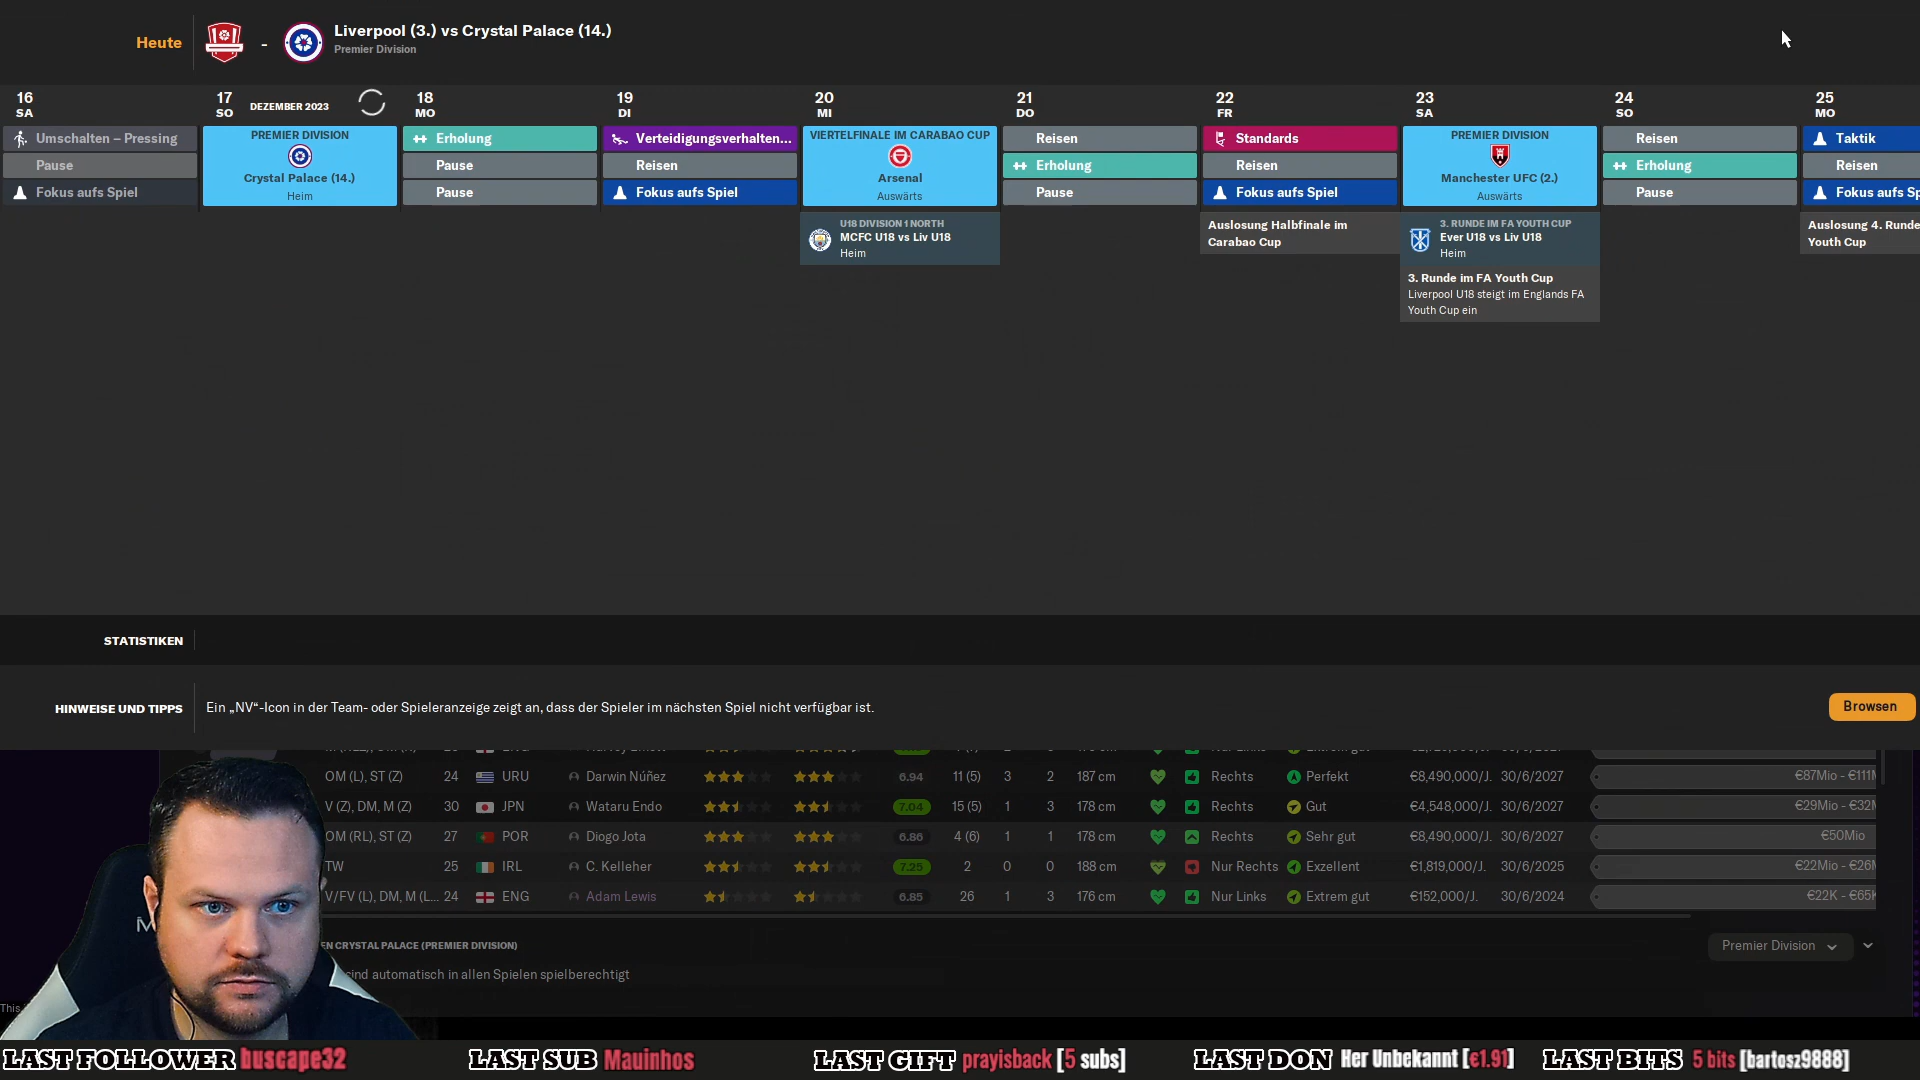 Heute
Liverpool (3.) vs Crystal Palace (14.)
Premier Division
16 SA
17 SO DEZEMBER 2023
18 MO
19 DI
20 MI
21 DO
22 FR
23 SA
24 SO
25 MO
Umschalten – Pressing
Pause
Fokus aufs Spiel
PREMIER DIVISION
Crystal Palace (14.)
Heim
Erholung
Pause
Pause
Verteidigungsverhalten...
Reisen
Fokus aufs Spiel
VIERTELFINALE IM CARABAO CUP
Arsenal
Auswärts
U18 DIVISION 1 NORTH
MCFC U18 vs Liv U18
Heim
Reisen
Erholung
Pause
Standards
Reisen
Fokus aufs Spiel
Auslosung Halbfinale im
Carabao Cup
PREMIER DIVISION
Manchester UFC (2.)
Auswärts
3. RUNDE IM FA YOUTH CUP
Ever U18 vs Liv U18
Heim
3. Runde im FA Youth Cup
Liverpool U18 steigt im Englands FA
Youth Cup ein
Reisen
Erholung
Pause
Taktik
Reisen
Fokus aufs Sp
Auslosung 4. Runde
Youth Cup
STATISTIKEN
HINWEISE UND TIPPS
Ein „NV“-Icon in der Team- oder Spieleranzeige zeigt an, dass der Spieler im nächsten Spiel nicht verfügbar ist.
Browsen
OM (L), ST (Z) 24 URU Darwin Núñez 6.94 11 (5) 3 2 187 cm Rechts Perfekt €8,490,000/J. 30/6/2027 €87Mio - €111M
V (Z), DM, M (Z) 30 JPN Wataru Endo 7.04 15 (5) 1 3 178 cm Rechts Gut €4,548,000/J. 30/6/2027 €29Mio - €32M
OM (RL), ST (Z) 27 POR Diogo Jota 6.86 4 (6) 1 1 178 cm Rechts Sehr gut €8,490,000/J. 30/6/2027 €50Mio
TW 25 IRL C. Kelleher 7.25 2 0 0 188 cm Nur Rechts Exzellent €1,819,000/J. 30/6/2025 €22Mio - €26M
V/FV (L), DM, M (L... 24 ENG Adam Lewis 6.85 26 1 3 176 cm Nur Links Extrem gut €152,000/J. 30/6/2024 €22K - €65K
EN CRYSTAL PALACE (PREMIER DIVISION)
Premier Division
sind automatisch in allen Spielen spielberechtigt
This
LAST FOLLOWER buscape32
LAST SUB Mauinhos
LAST GIFT prayisback [5 subs]
LAST DON Her Unbekannt [€1.91]
LAST BITS 5 bits [bartosz9888]